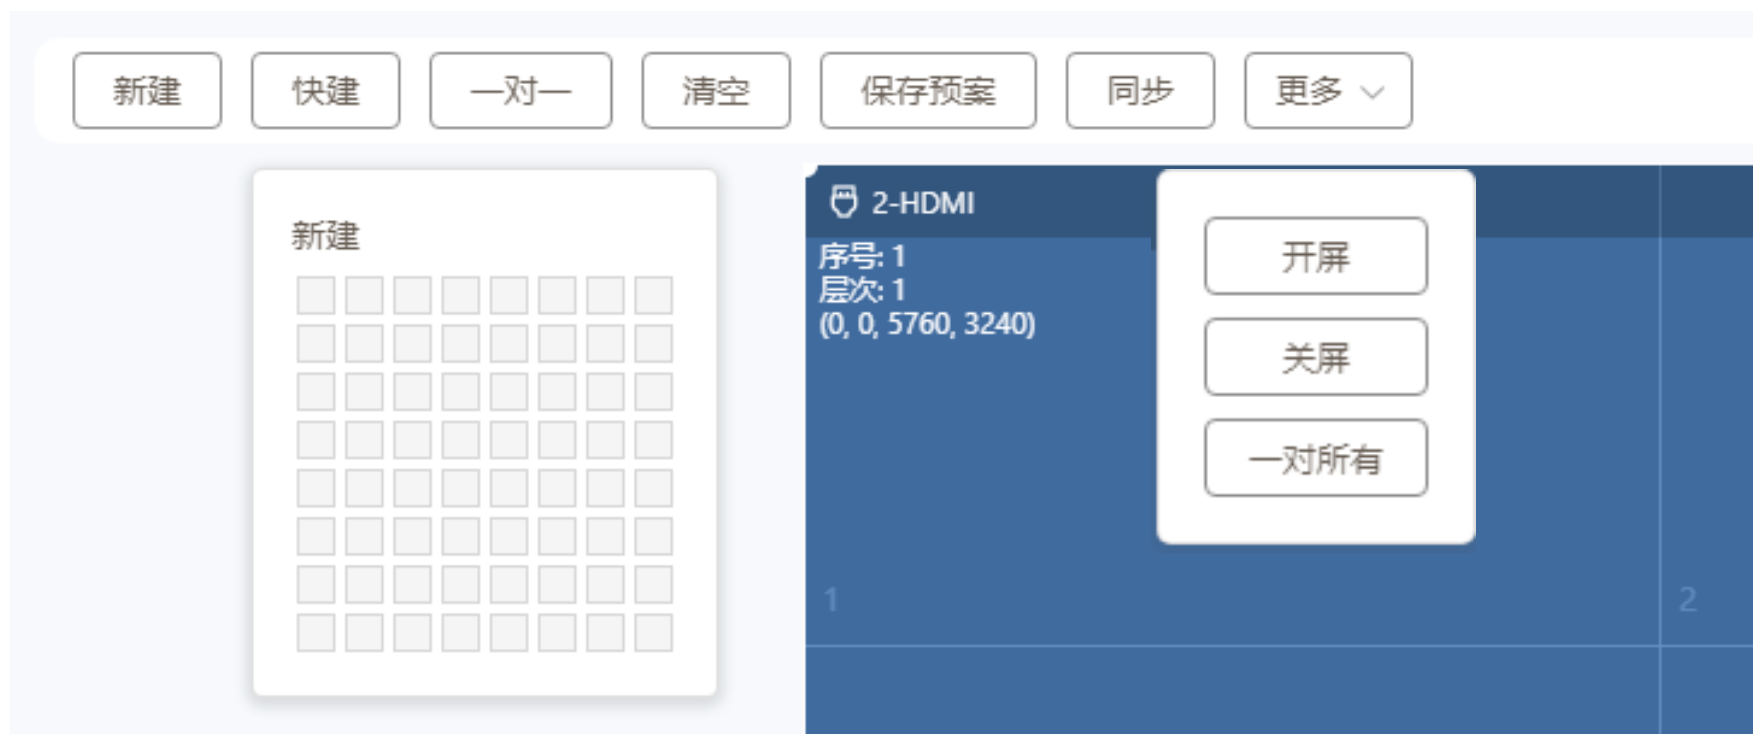 新建 快建 一对一 清空 保存预案 同步 更多
新建
2-HDMI
序号: 1
层次: 1
(0, 0, 5760, 3240)
开屏
关屏
一对所有
1
2